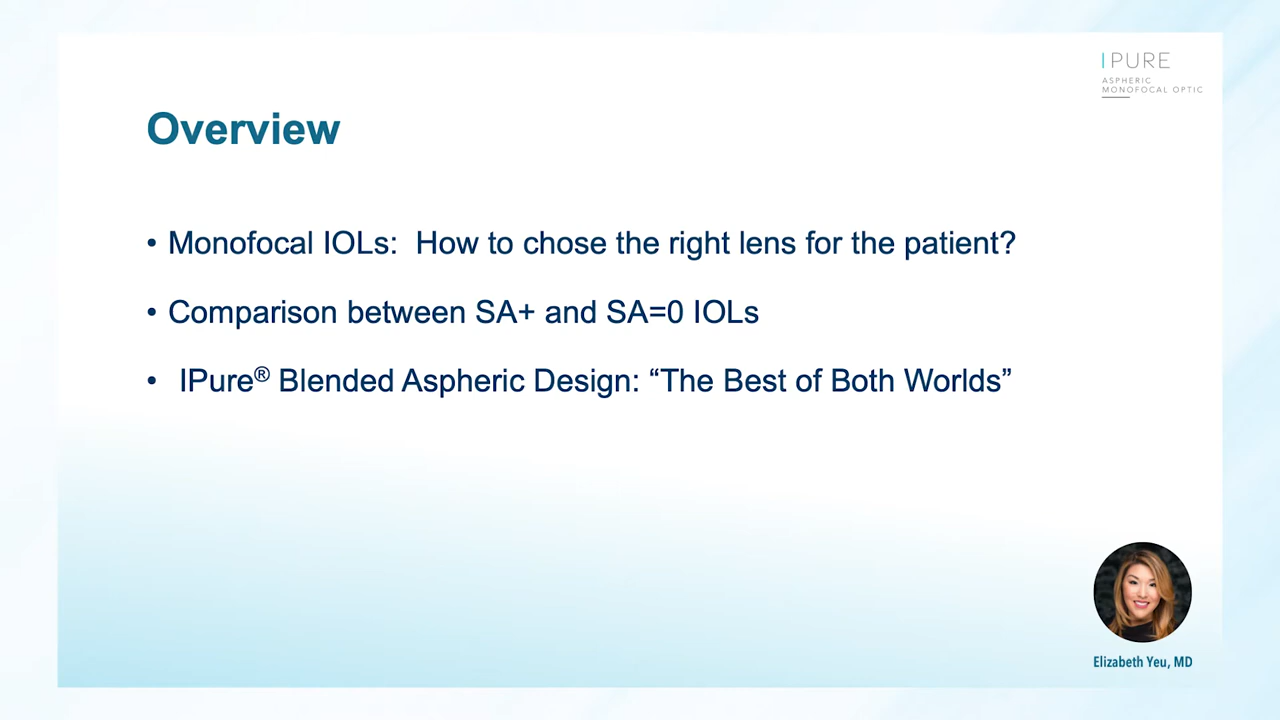 IPURE
ASPHERIC
MONOFOCAL OPTIC
Overview
• Monofocal IOLs:  How to chose the right lens for the patient?
• Comparison between SA+ and SA=0 IOLs
• IPure® Blended Aspheric Design: “The Best of Both Worlds”
Elizabeth Yeu, MD